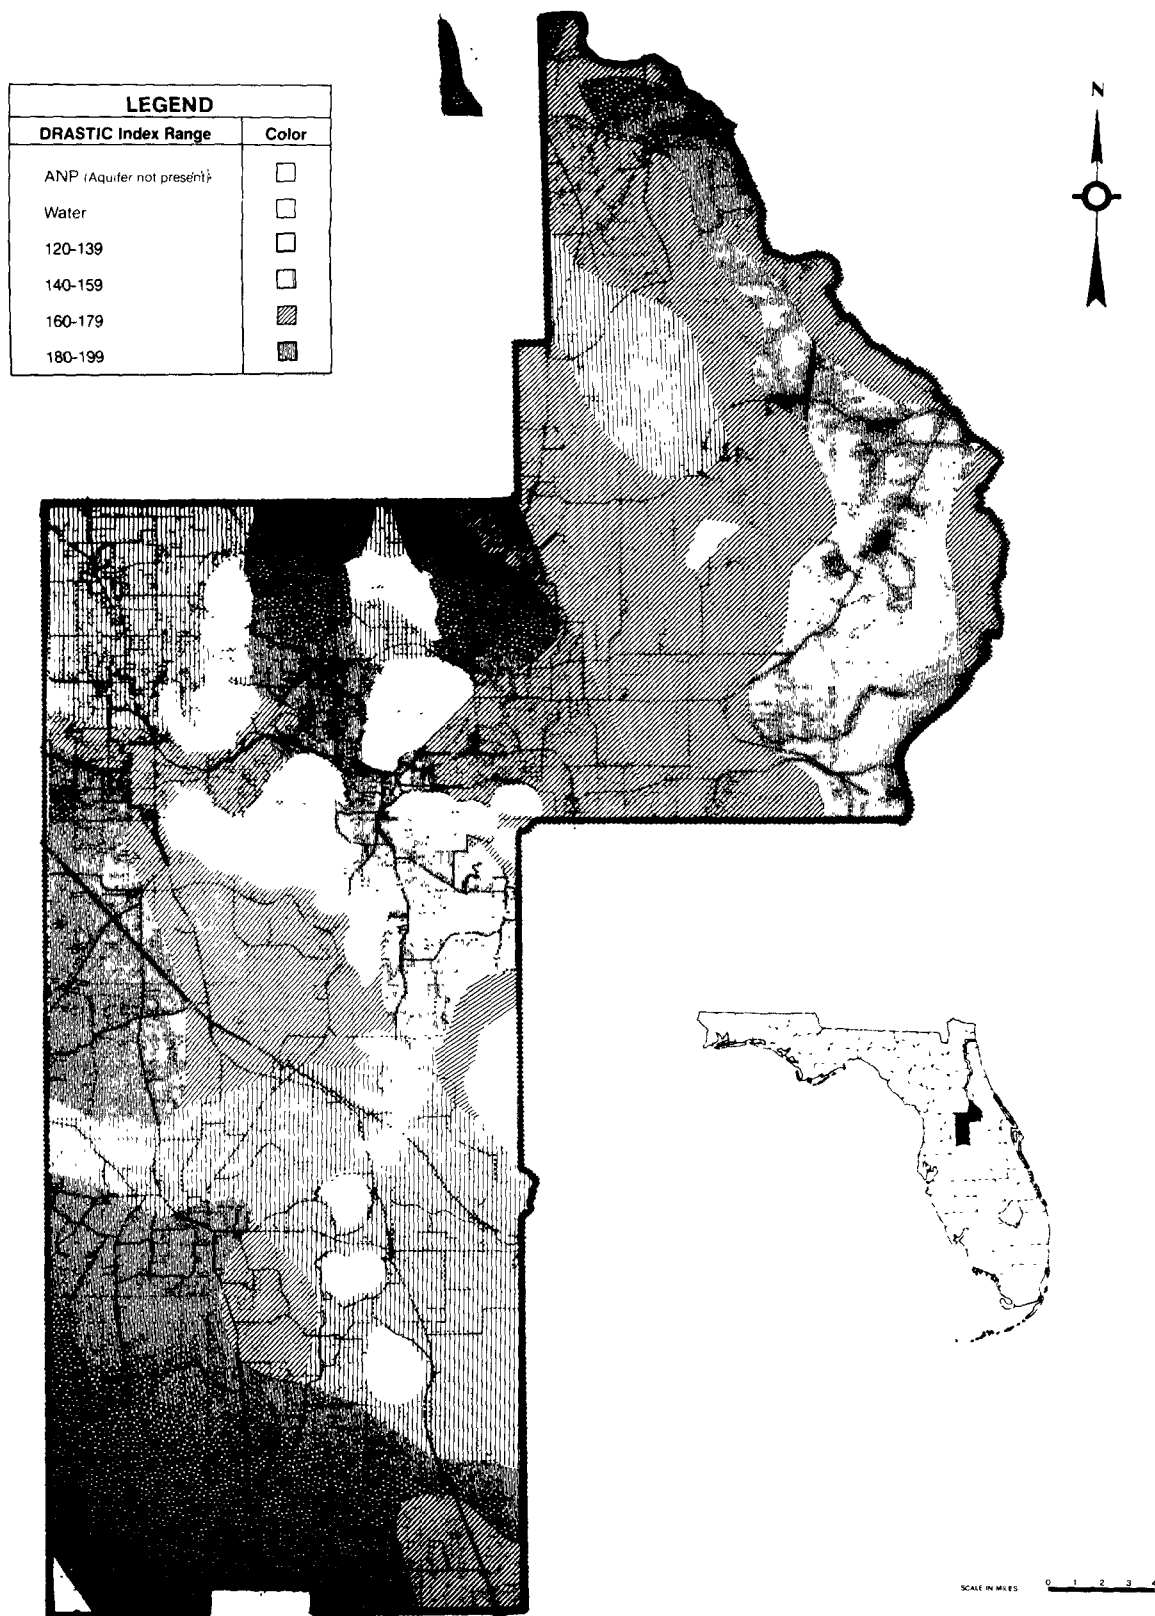 LEGEND
DRASTIC Index Range Color
ANP (Aquifer not present)
Water
120-139
140-159
160-179
180-199
N
SCALE IN MILES 0 1 2 3 4